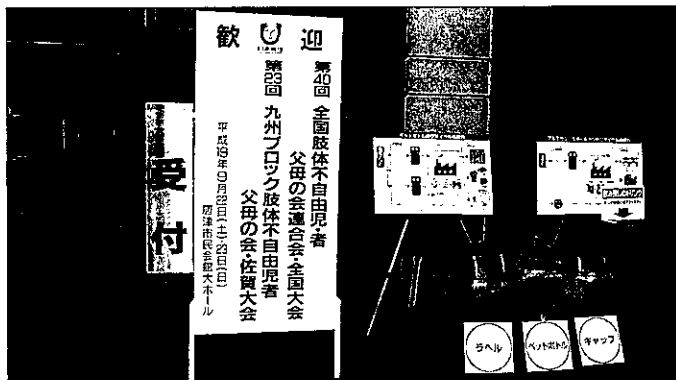 歓迎
第40回 全国肢体不自由児・者
父母の会連合会・全国大会
第23回 九州ブロック肢体不自由児者
父母の会・佐賀大会
平成19年9月22日(土)・23日(日)
唐津市民会館大ホール
受付
ラベル
ペットボトル
キャップ